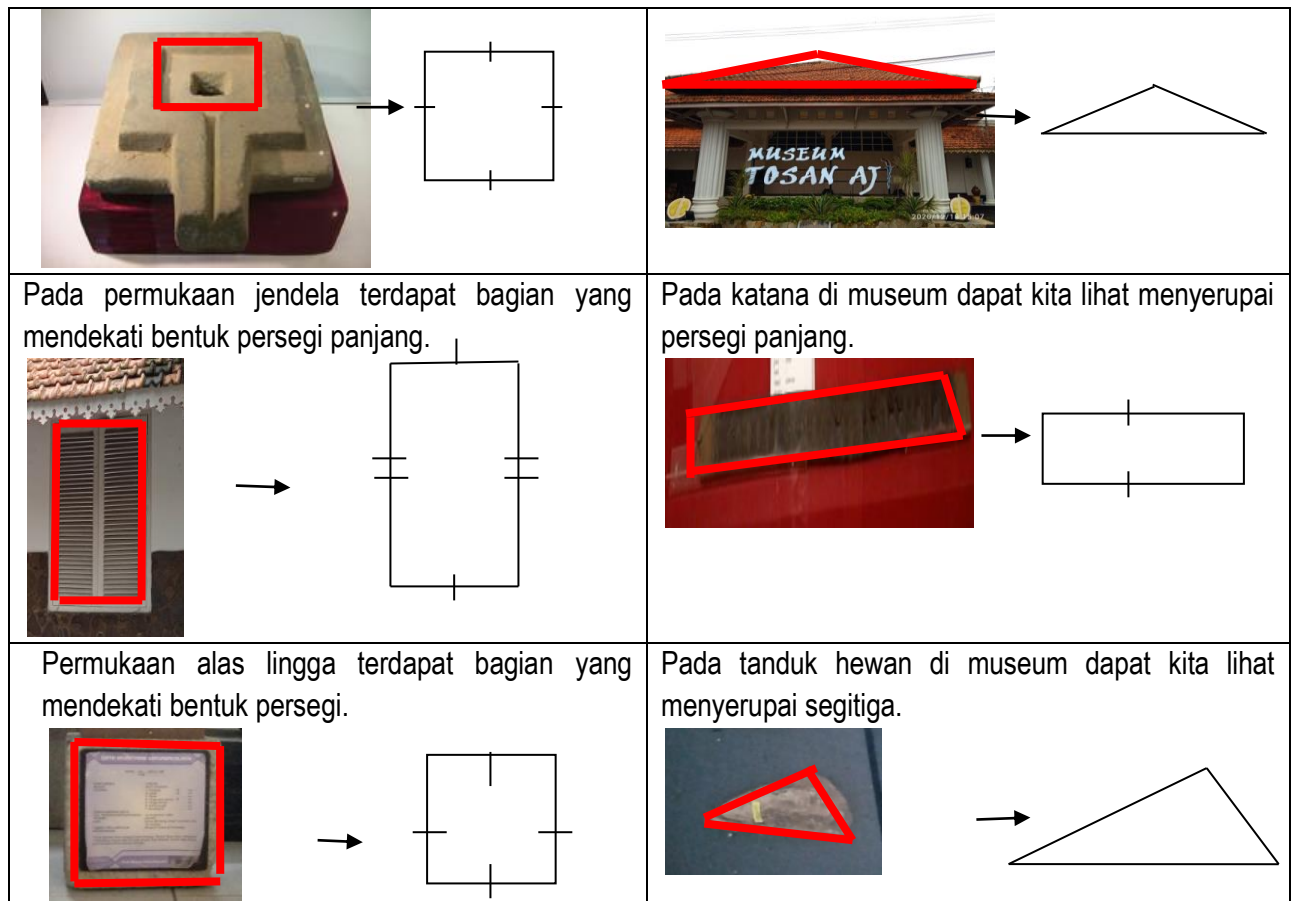 MUSEUM
TOSAN AJ
Pada permukaan jendela terdapat bagian yang
mendekati bentuk persegi panjang.
Pada katana di museum dapat kita lihat menyerupai
persegi panjang.
Permukaan alas lingga terdapat bagian yang
mendekati bentuk persegi.
Pada tanduk hewan di museum dapat kita lihat
menyerupai segitiga.